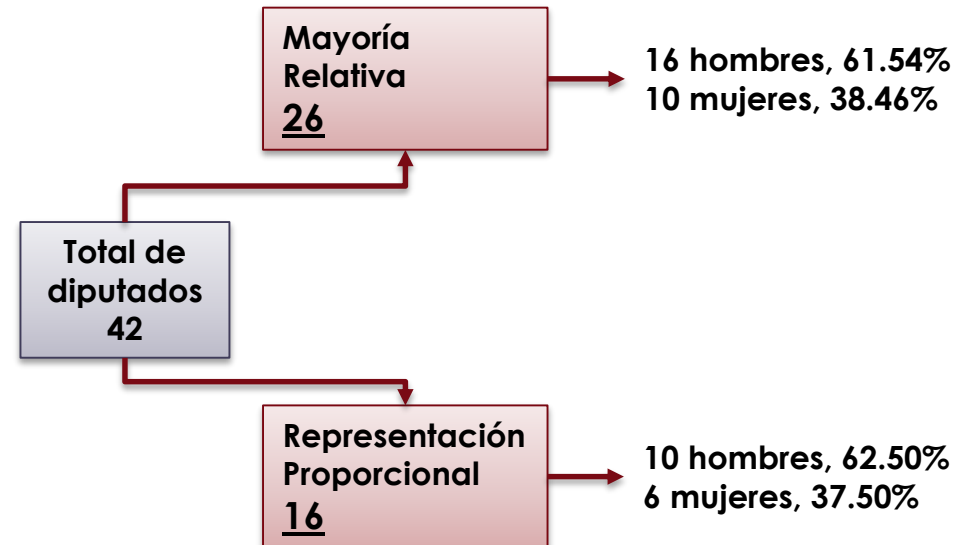 Mayoría
Relativa
26
16 hombres, 61.54%
10 mujeres, 38.46%
Total de
diputados
42
Representación
Proporcional
16
10 hombres, 62.50%
6 mujeres, 37.50%